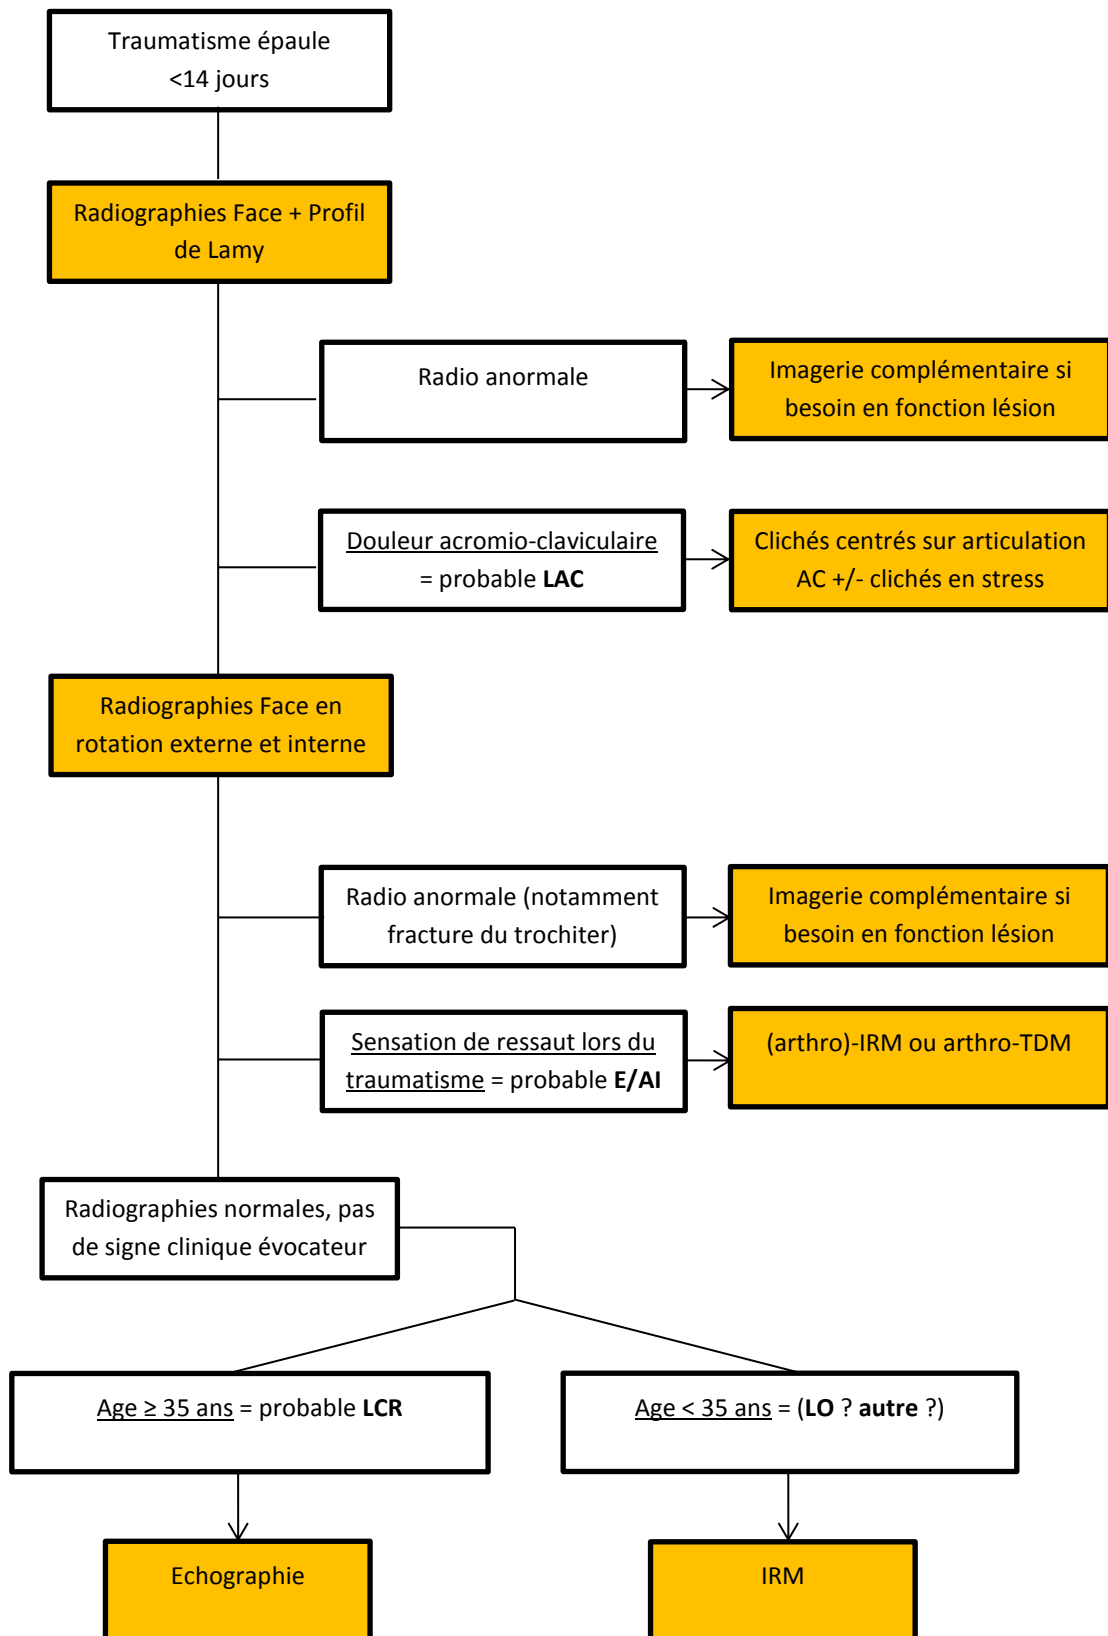 Traumatisme épaule
<14 jours
Radiographies Face + Profil
de Lamy
Radio anormale
Imagerie complémentaire si
besoin en fonction lésion
Douleur acromio-claviculaire
= probable LAC
Clichés centrés sur articulation
AC +/- clichés en stress
Radiographies Face en
rotation externe et interne
Radio anormale (notamment
fracture du trochiter)
Imagerie complémentaire si
besoin en fonction lésion
Sensation de ressaut lors du
traumatisme = probable E/AI
(arthro)-IRM ou arthro-TDM
Radiographies normales, pas
de signe clinique évocateur
Age ≥ 35 ans = probable LCR
Age < 35 ans = (LO ? autre ?)
Echographie
IRM